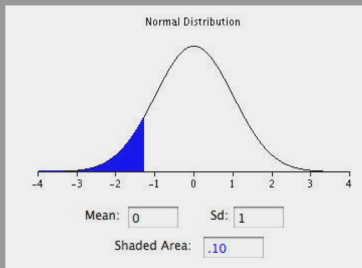 Normal Distribution
-4 -3 -2 -1 0 1 2 3 4
Mean: 0 Sd: 1
Shaded Area: .10